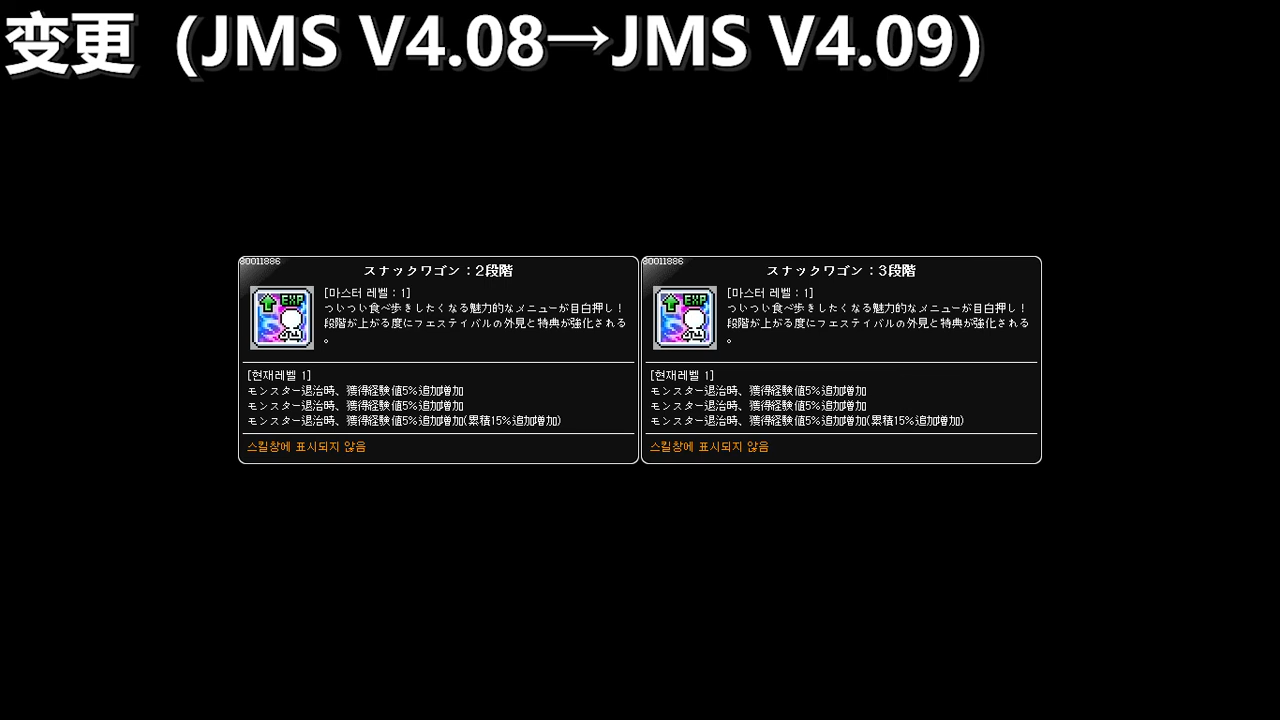 变更（JMS V4.08→JMS V4.09）
80011886
スナックワゴン：2段階
EXP
[마스터 레벨 : 1]
ついつい食べ歩きしたくなる魅力的なメニューが目白押し！
段階が上がる度にフェスティバルの外見と特典が強化される
。
[현재레벨 1]
モンスター退治時、獲得経験値5%追加増加
モンスター退治時、獲得経験値5%追加増加
モンスター退治時、獲得経験値5%追加増加(累積15%追加増加)
스킬창에 표시되지 않음
80011886
スナックワゴン：3段階
EXP
[마스터 레벨 : 1]
ついつい食べ歩きしたくなる魅力的なメニューが目白押し！
段階が上がる度にフェスティバルの外見と特典が強化される
。
[현재레벨 1]
モンスター退治時、獲得経験値5%追加増加
モンスター退治時、獲得経験値5%追加増加
モンスター退治時、獲得経験値5%追加増加(累積15%追加増加)
스킬창에 표시되지 않음